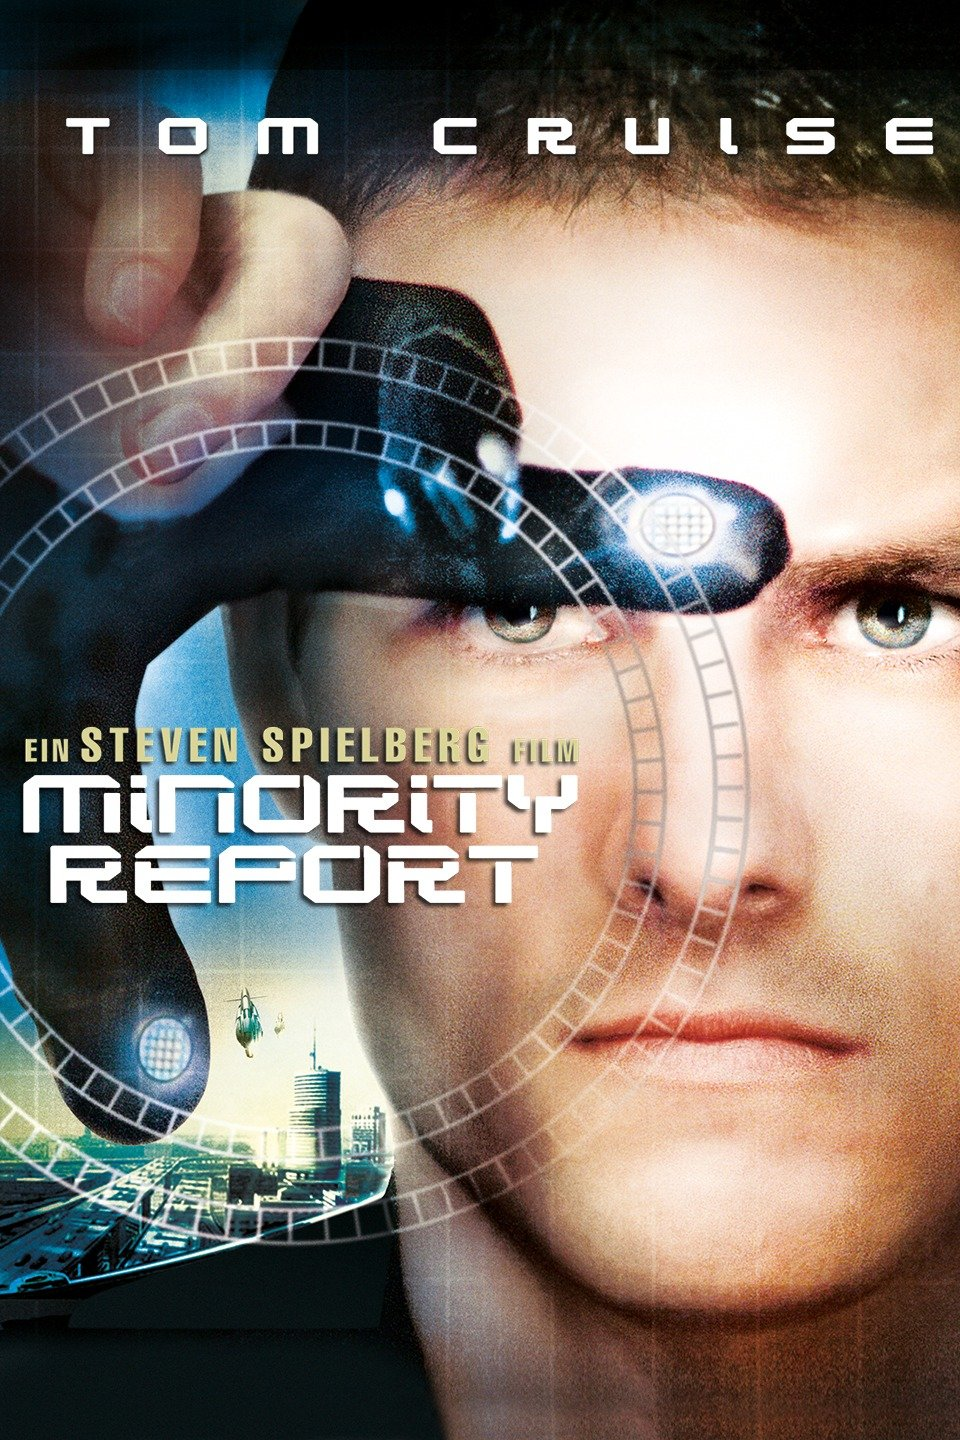 TOM CRUISE
EIN STEVEN SPIELBERG FILM
MINORITY
REPORT